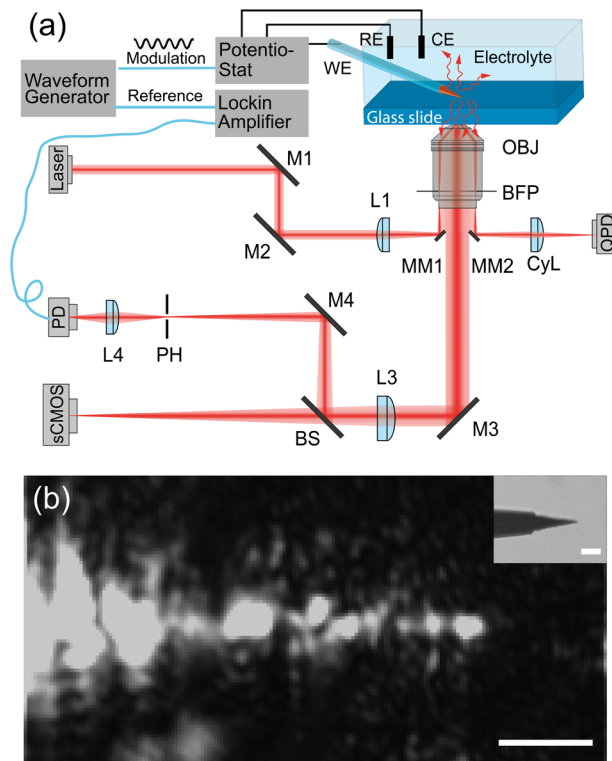 (a)
RE
CE
Modulation
Potentio-
Stat
WE
Electrolyte
Waveform
Generator
Reference
Lockin
Amplifier
Glass slide
OBJ
Laser
M1
BFP
L1
M2
MM1
MM2
CyL
QPD
M4
PD
L4
PH
L3
sCMOS
BS
M3
(b)